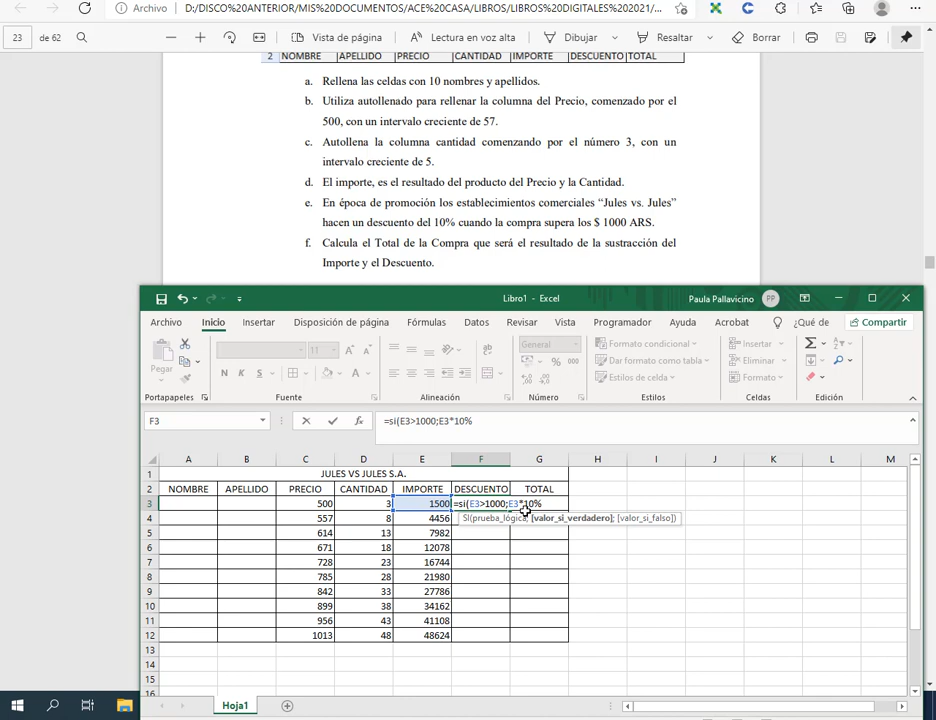 Archivo D:/DISCO%20ANTERIOR/MIS%20DOCUMENTOS/ACE%20CASA/LIBROS/LIBROS%20DIGITALES%202021/...
23 de 62 Vista de página Lectura en voz alta Dibujar Resaltar Borrar
2 NOMBRE APELLIDO PRECIO CANTIDAD IMPORTE DESCUENTO TOTAL
a. Rellena las celdas con 10 nombres y apellidos.
b. Utiliza autollenado para rellenar la columna del Precio, comenzado por el
500, con un intervalo creciente de 57.
c. Autollena la columna cantidad comenzando por el número 3, con un
intervalo creciente de 5.
d. El importe, es el resultado del producto del Precio y la Cantidad.
e. En época de promoción los establecimientos comerciales “Jules vs. Jules”
hacen un descuento del 10% cuando la compra supera los $ 1000 ARS.
f. Calcula el Total de la Compra que será el resultado de la sustracción del
Importe y el Descuento.
Libro1 - Excel Paula Pallavicino PP
Archivo Inicio Insertar Disposición de página Fórmulas Datos Revisar Vista Programador Ayuda Acrobat ¿Qué de Compartir
Pegar 11 General Formato condicional Insertar
N K S Dar formato como tabla Eliminar
Estilos de celda Formato
Portapapeles Fuente Alineación Número Estilos Celdas Edición
F3 =si(E3>1000;E3*10%
A B C D E F G H I J K L M
1 JULES VS JULES S.A.
2 NOMBRE APELLIDO PRECIO CANTIDAD IMPORTE DESCUENTO TOTAL
3 500 3 1500 =si(E3>1000;E3*10%
4 557 8 4456 SI(prueba_lógica; [valor_si_verdadero]; [valor_si_falso])
5 614 13 7982
6 671 18 12078
7 728 23 16744
8 785 28 21980
9 842 33 27786
10 899 38 34162
11 956 43 41108
12 1013 48 48624
13
14
15
16
Hoja1